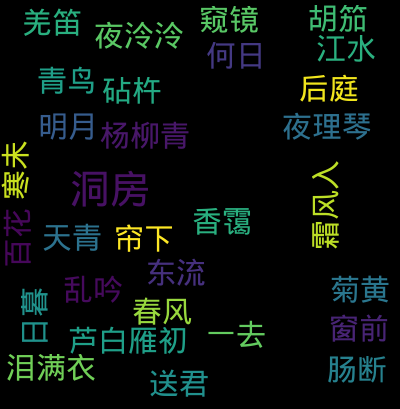 羌笛
夜泠泠
窥镜
胡笳
何日
江水
青鸟
砧杵
后庭
明月
杨柳青
夜理琴
寒未
洞房
霜风入
百花
天青
帘下
香霭
东流
乱吟
菊黄
日暮
春风
芦白雁初
一去
窗前
泪满衣
送君
肠断